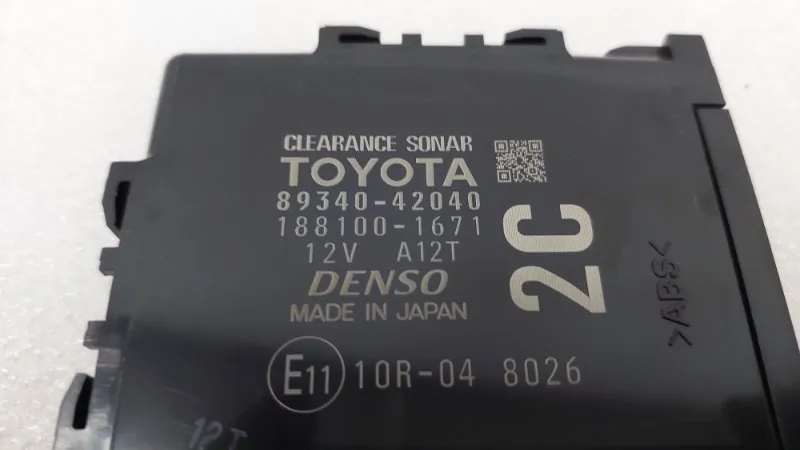 CLEARANCE SONAR
TOYOTA
89340-42040
188100-1671
12V A12T
DENSO
MADE IN JAPAN
2C
>ABS<
E11 10R-04 8026
12T